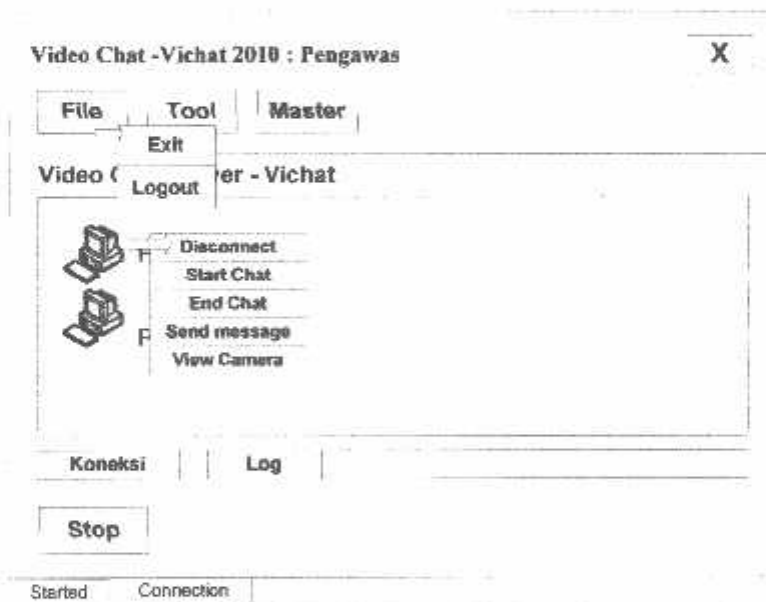 Video Chat -Vichat 2010 : Pengawas X
File Tool Master
Exit
Logout
Video er - Vichat
Disconnect
Start Chat
End Chat
Send message
View Camera
Koneksi Log
Stop
Started Connection